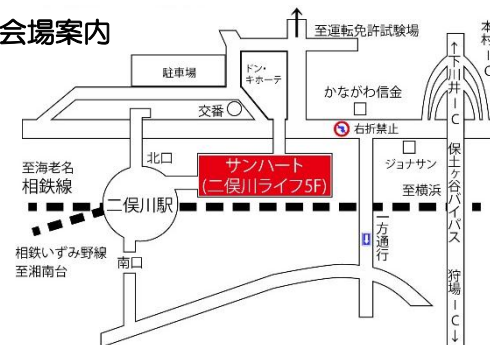 会場案内
至運転免許試験場
本村IC
駐車場
ドン・
キホーテ
かながわ信金
↑下川井IC
交番
右折禁止
北口
サンハート
(二俣川ライフ5F)
ジョナサン
保土ヶ谷バイパス
至海老名
相鉄線
至横浜
二俣川駅
一方通行
相鉄いずみ野線
至湘南台
南口
狩場IC↓